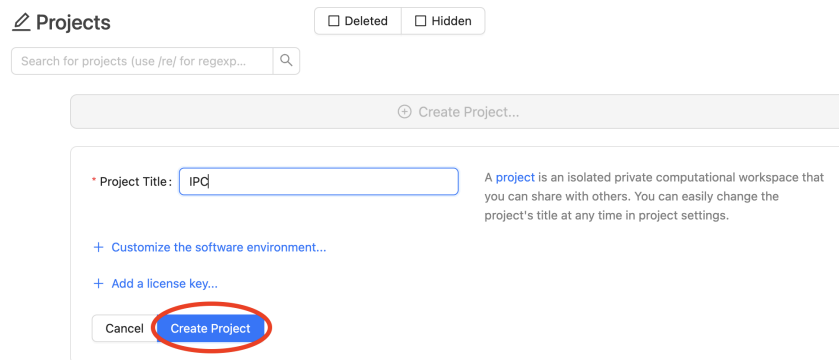 Projects
Deleted
Hidden
Search for projects (use /re/ for regexp...
Create Project...
* Project Title : IPC
A project is an isolated private computational workspace that
you can share with others. You can easily change the
project's title at any time in project settings.
+ Customize the software environment...
+ Add a license key...
Cancel
Create Project